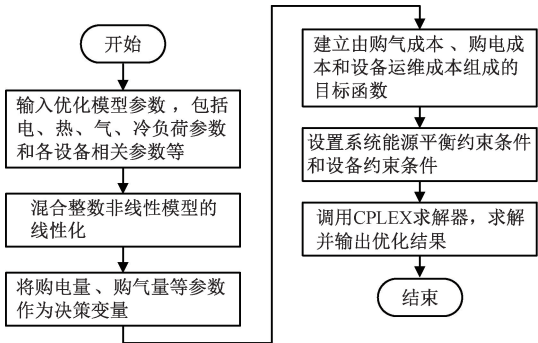 开始
输入优化模型参数，包括
电、热、气、冷负荷参数
和各设备相关参数等
混合整数非线性模型的
线性化
将购电量、购气量等参数
作为决策变量
建立由购气成本、购电成
本和设备运维成本组成的
目标函数
设置系统能源平衡约束条件
和设备约束条件
调用CPLEX求解器，求解
并输出优化结果
结束